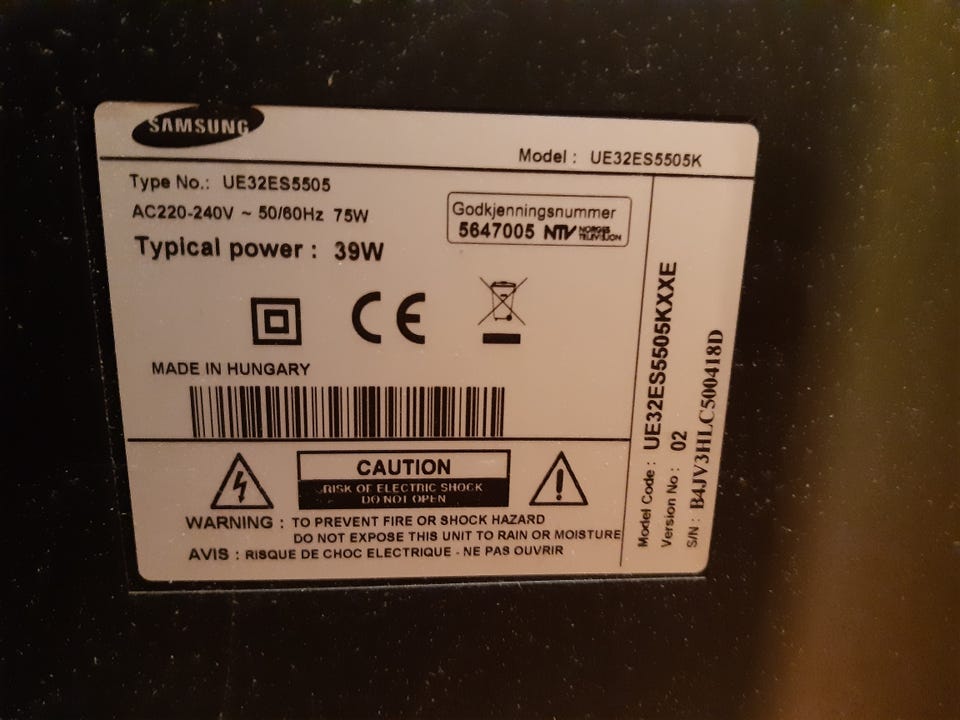 SAMSUNG
Model : UE32ES5505K
Type No.: UE32ES5505
AC220-240V ~ 50/60Hz 75W
Typical power : 39W
Godkjenningsnummer
5647005 NTV NORGES TELEVISJON
CE
MADE IN HUNGARY
CAUTION
RISK OF ELECTRIC SHOCK
DO NOT OPEN
WARNING : TO PREVENT FIRE OR SHOCK HAZARD
DO NOT EXPOSE THIS UNIT TO RAIN OR MOISTURE
AVIS : RISQUE DE CHOC ELECTRIQUE - NE PAS OUVRIR
Model Code : UE32ES5505KXXE
Version No : 02
S/N : B4JV3HLC500418D